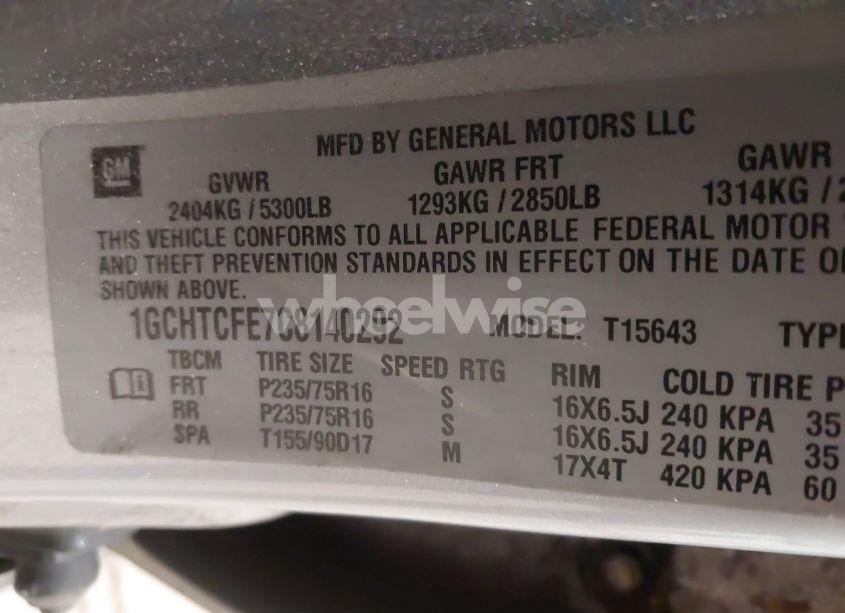 MFD BY GENERAL MOTORS LLC
GM
GVWR GAWR FRT GAWR
2404KG / 5300LB 1293KG / 2850LB 1314KG / 2
THIS VEHICLE CONFORMS TO ALL APPLICABLE FEDERAL MOTOR
AND THEFT PREVENTION STANDARDS IN EFFECT ON THE DATE O
SHOWN ABOVE.
wheelwise
1GCHTCFE7C8140292 MODEL: T15643 TYP
TBCM TIRE SIZE SPEED RTG RIM COLD TIRE P
FRT P235/75R16 S 16X6.5J 240 KPA 35
RR P235/75R16 S 16X6.5J 240 KPA 35
SPA T155/90D17 M 17X4T 420 KPA 60